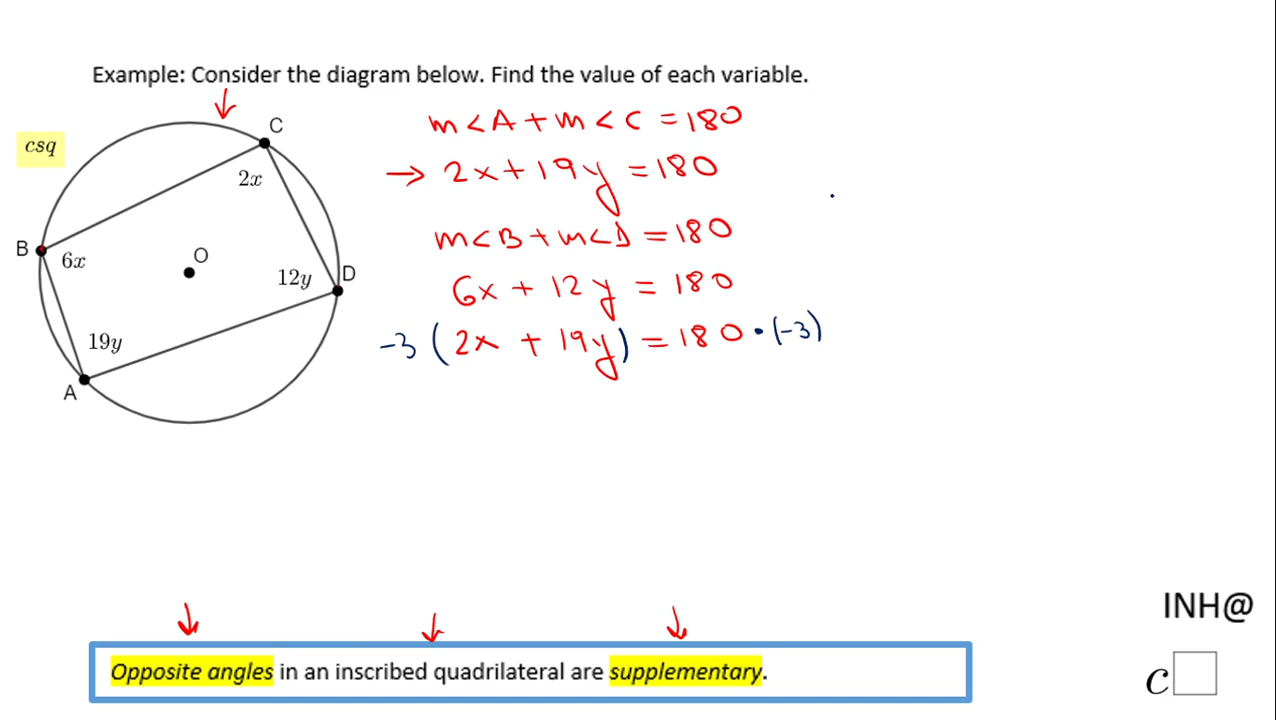 Example: Consider the diagram below. Find the value of each variable.
csq
C
2x
B
6x
O
12y
D
19y
A
m<A + m<C = 180
→ 2x + 19y = 180
m<B + m<D = 180
6x + 12y = 180
-3 (2x + 19y) = 180 • (-3)
INH@
Opposite angles in an inscribed quadrilateral are supplementary.
c